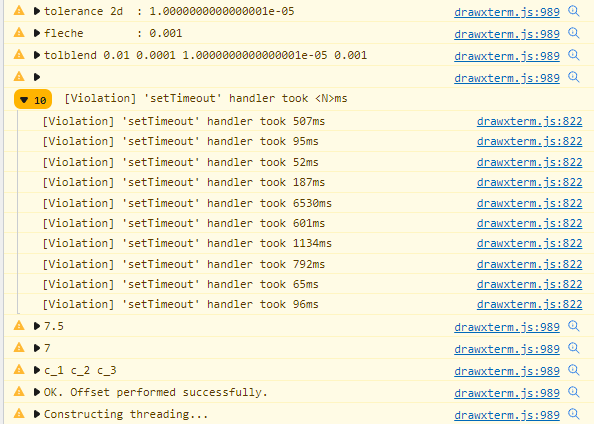 tolerance 2d : 1.0000000000000001e-05 drawxterm.js:989
fleche : 0.001 drawxterm.js:989
tolblend 0.01 0.0001 1.0000000000000001e-05 0.001 drawxterm.js:989
drawxterm.js:989
10 [Violation] 'setTimeout' handler took <N>ms
[Violation] 'setTimeout' handler took 507ms drawxterm.js:822
[Violation] 'setTimeout' handler took 95ms drawxterm.js:822
[Violation] 'setTimeout' handler took 52ms drawxterm.js:822
[Violation] 'setTimeout' handler took 187ms drawxterm.js:822
[Violation] 'setTimeout' handler took 6530ms drawxterm.js:822
[Violation] 'setTimeout' handler took 601ms drawxterm.js:822
[Violation] 'setTimeout' handler took 1134ms drawxterm.js:822
[Violation] 'setTimeout' handler took 792ms drawxterm.js:822
[Violation] 'setTimeout' handler took 65ms drawxterm.js:822
[Violation] 'setTimeout' handler took 96ms drawxterm.js:822
7.5 drawxterm.js:989
7 drawxterm.js:989
c_1 c_2 c_3 drawxterm.js:989
OK. Offset performed successfully. drawxterm.js:989
Constructing threading... drawxterm.js:989